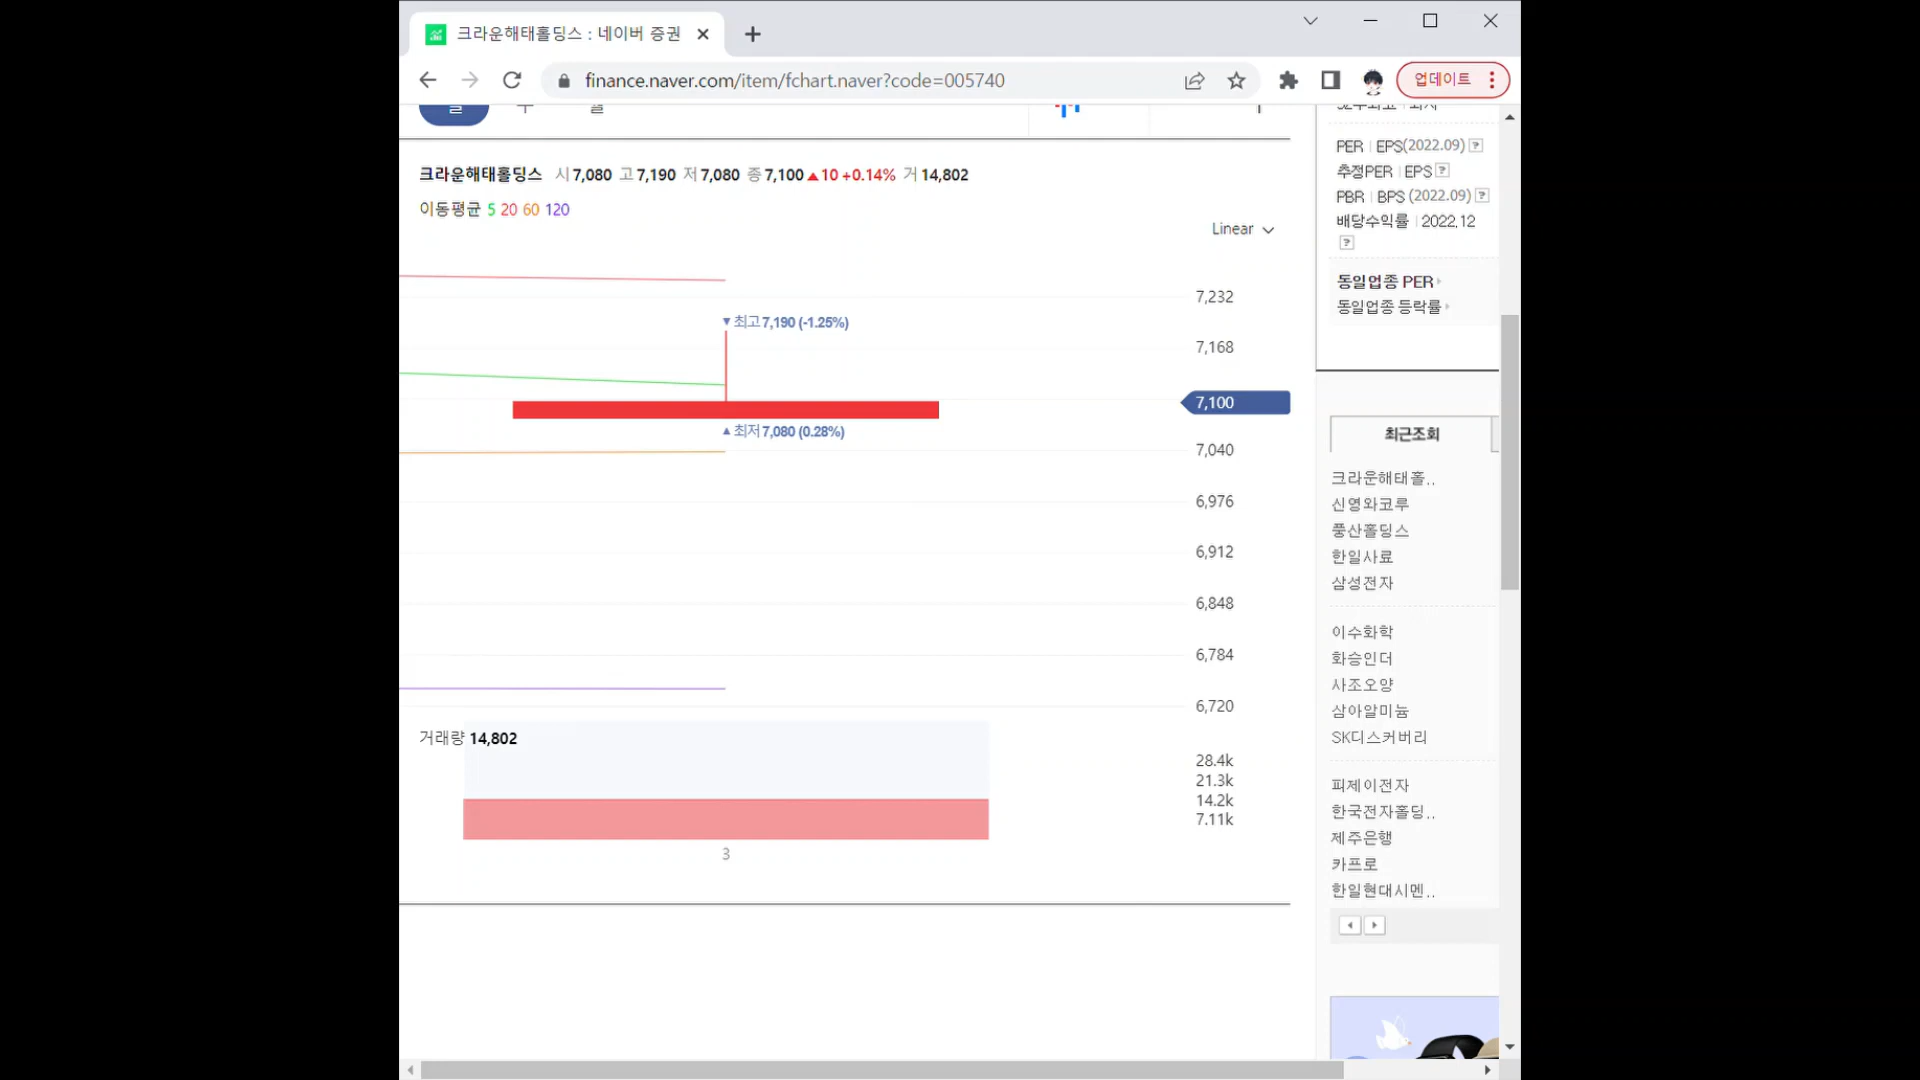 크라운해태홀딩스 : 네이버 증권
finance.naver.com/item/fchart.naver?code=005740
업데이트
크라운해태홀딩스 시 7,080 고 7,190 저 7,080 종 7,100 ▲10 +0.14% 거 14,802
이동평균 5 20 60 120
Linear
7,232
▼최고 7,190 (-1.25%)
7,168
7,100
▲최저 7,080 (0.28%)
7,040
6,976
6,912
6,848
6,784
6,720
거래량 14,802
28.4k
21.3k
14.2k
7.11k
3
PER | EPS(2022.09) ?
추정PER | EPS ?
PBR | BPS (2022.09) ?
배당수익률 | 2022.12
?
동일업종 PER
동일업종 등락률
최근조회
크라운해태홀..
신영와코루
풍산홀딩스
한일사료
삼성전자
이수화학
화승인더
사조오양
삼아알미늄
SK디스커버리
피제이전자
한국전자홀딩..
제주은행
카프로
한일현대시멘..